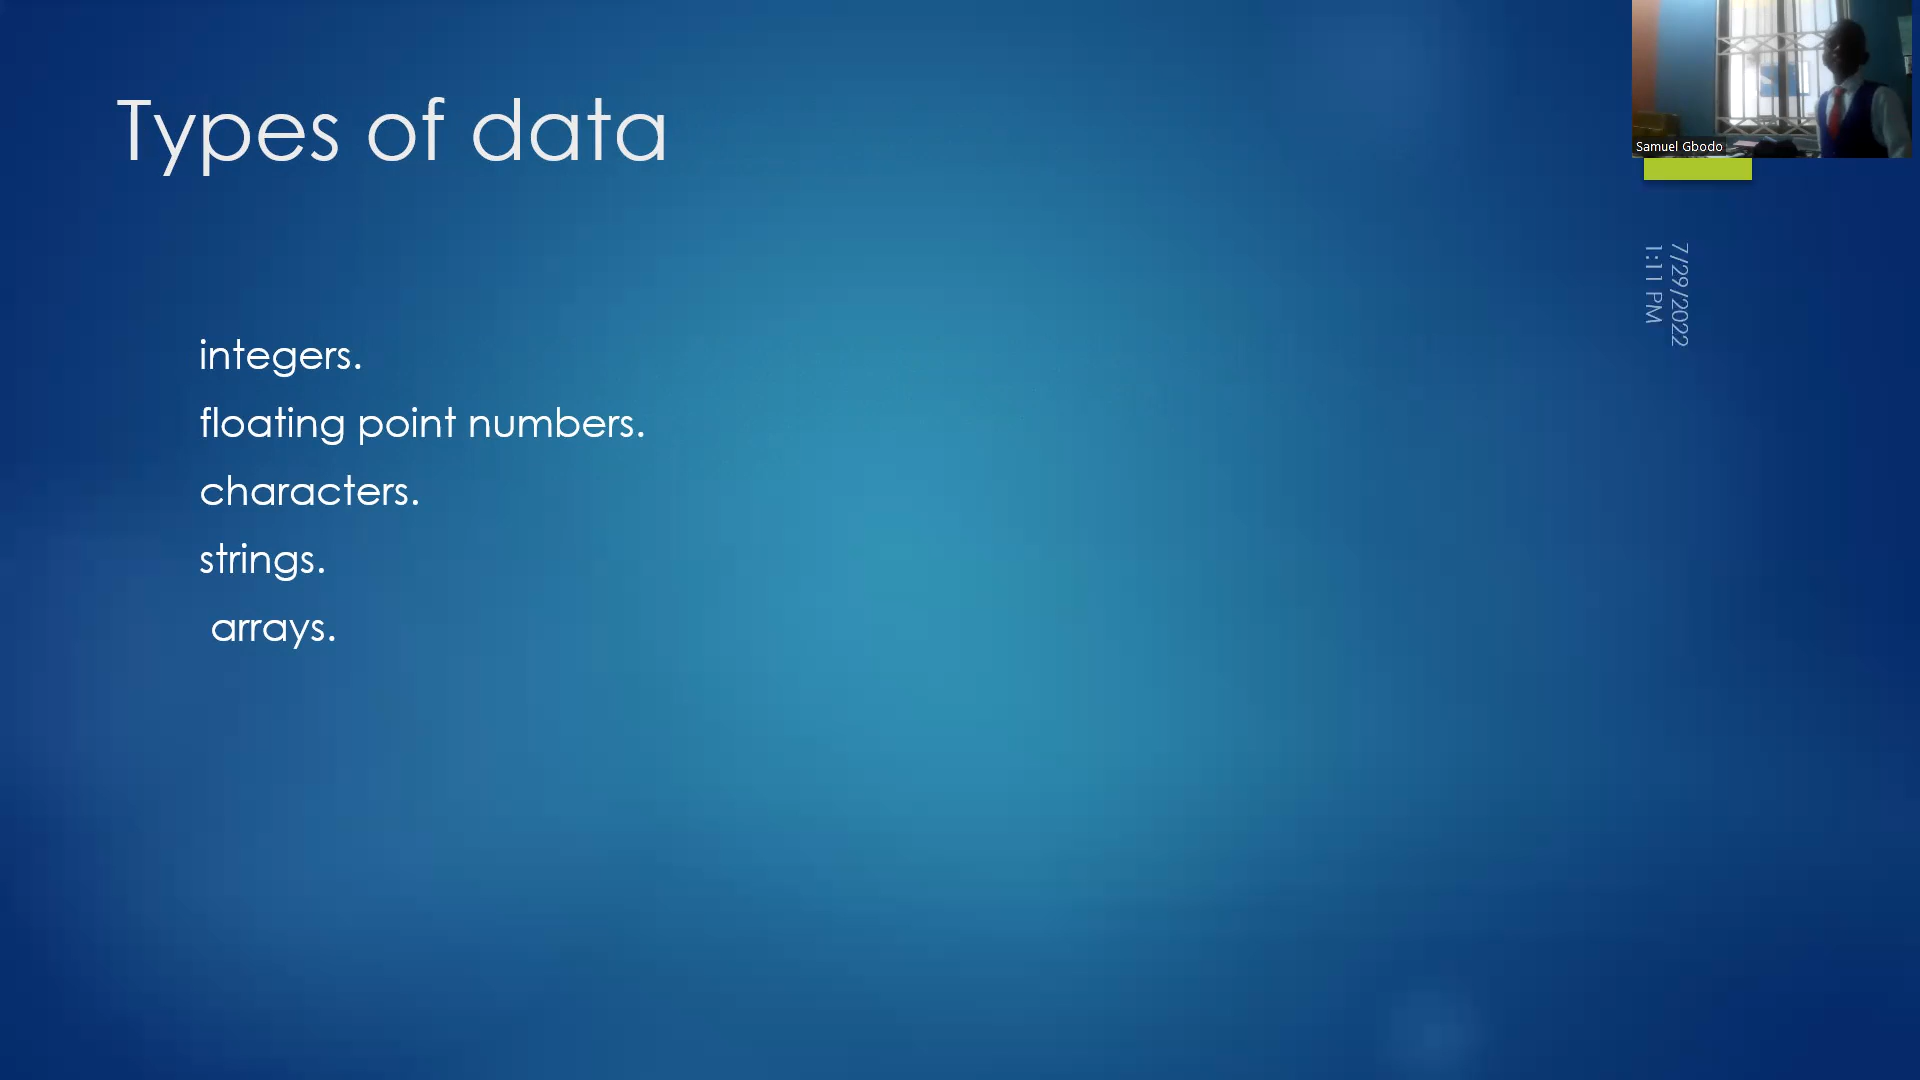 Types of data
Samuel Gbodo
7/29/2022
1:11 PM
integers.
floating point numbers.
characters.
strings.
arrays.